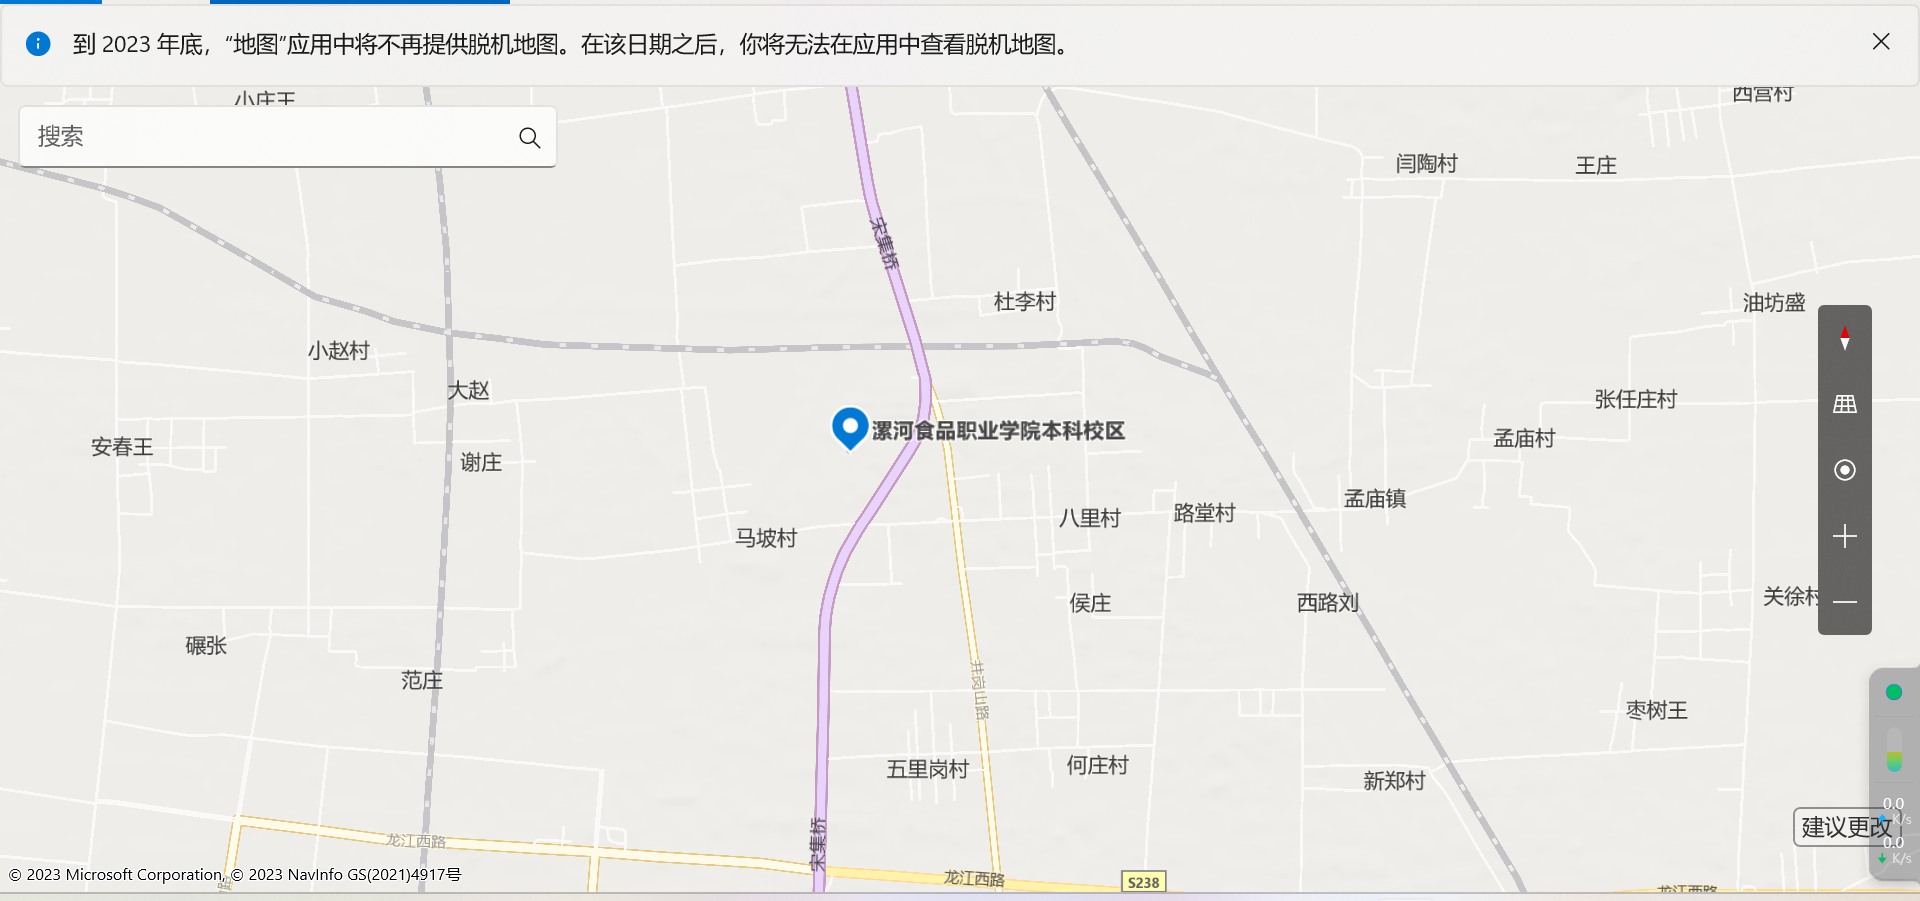 到 2023 年底，“地图”应用中将不再提供脱机地图。在该日期之后，你将无法在应用中查看脱机地图。
小庄王
西营村
搜索
闫陶村
王庄
宋集桥
杜李村
油坊盛
小赵村
大赵
张任庄村
漯河食品职业学院本科校区
孟庙村
安春王
谢庄
孟庙镇
路堂村
八里村
马坡村
关徐村
侯庄
西路刘
碾张
范庄
井岗山路
枣树王
五里岗村
何庄村
新郑村
0.0
K/s
建议更改
0.0
K/s
龙江西路
宋集桥
© 2023 Microsoft Corporation, © 2023 NavInfo GS(2021)4917号
路
龙江西路
S238
龙江西路